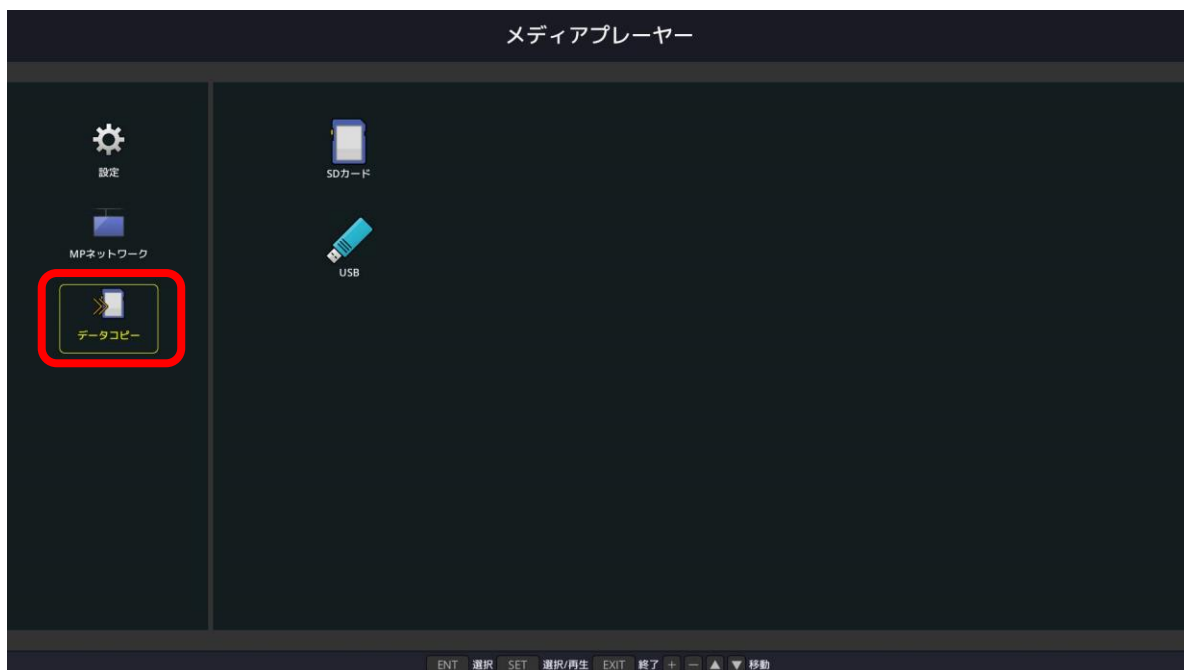 メディアプレーヤー
設定
MPネットワーク
データコピー
SDカード
USB
ENT 選択 SET 選択/再生 EXIT 終了 + − ▲ ▼ 移動